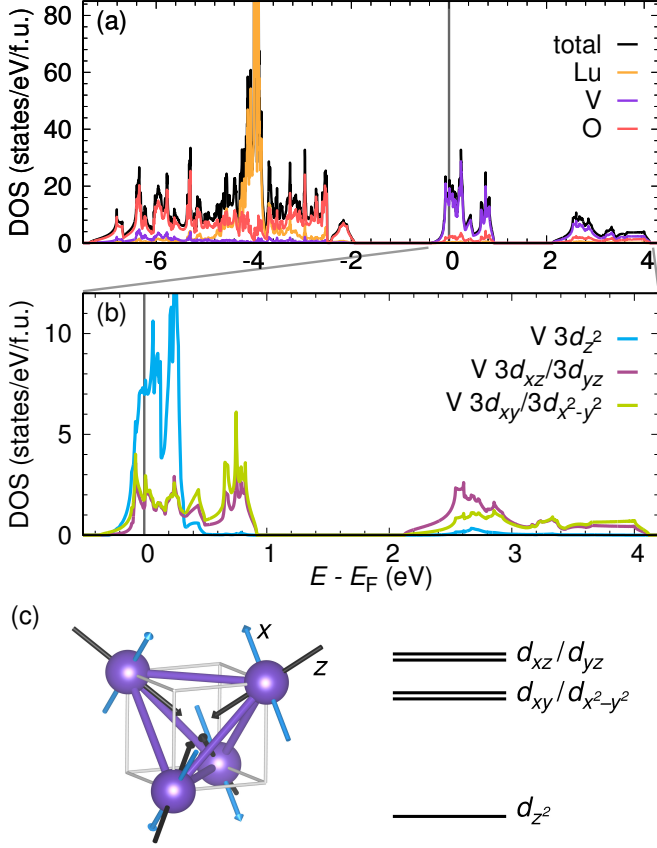 (a)
DOS (states/eV/f.u.)
80
60
40
20
0
total
Lu
V
O
-6 -4 -2 0 2 4
(b)
DOS (states/eV/f.u.)
10
5
0
V 3d_{z^2}
V 3d_{xz}/3d_{yz}
V 3d_{xy}/3d_{x^2-y^2}
0 1 2 3 4
E - E_F (eV)
(c)
x
z
d_{xz}/d_{yz}
d_{xy}/d_{x^2-y^2}
d_{z^2}